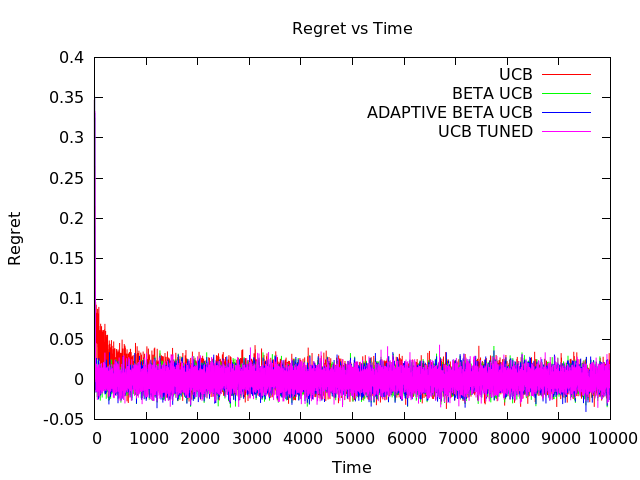 Regret vs Time
0.4
0.35
0.3
0.25
0.2
0.15
0.1
0.05
0
-0.05
Regret
UCB
BETA UCB
ADAPTIVE BETA UCB
UCB TUNED
0 1000 2000 3000 4000 5000 6000 7000 8000 9000 10000
Time